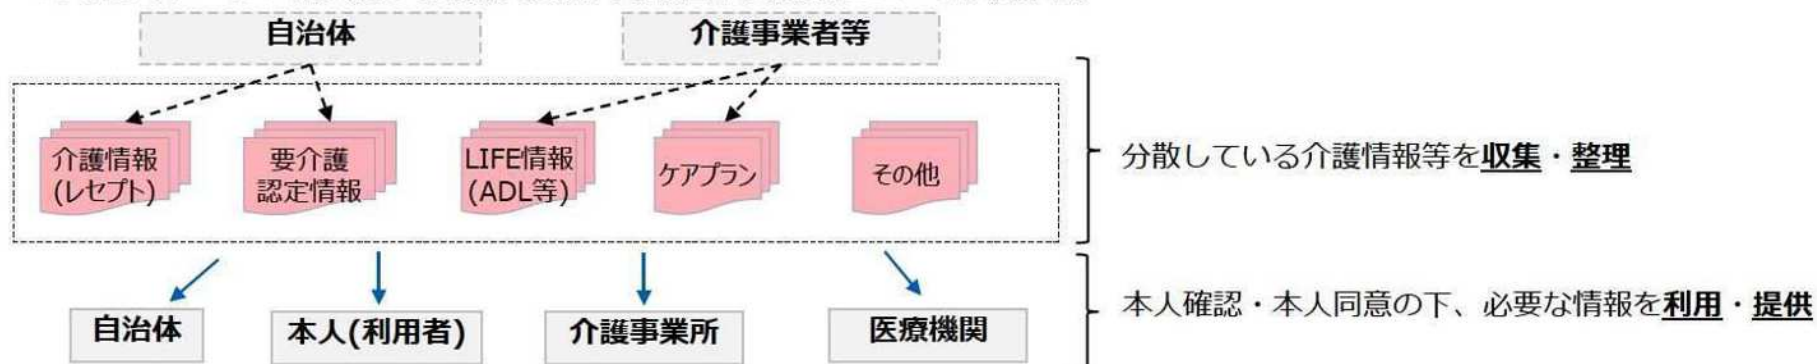 自治体
介護事業者等
介護情報
(レセプト)
要介護
認定情報
LIFE情報
(ADL等)
ケアプラン
その他
分散している介護情報等を収集・整理
自治体
本人(利用者)
介護事業所
医療機関
本人確認・本人同意の下、必要な情報を利用・提供